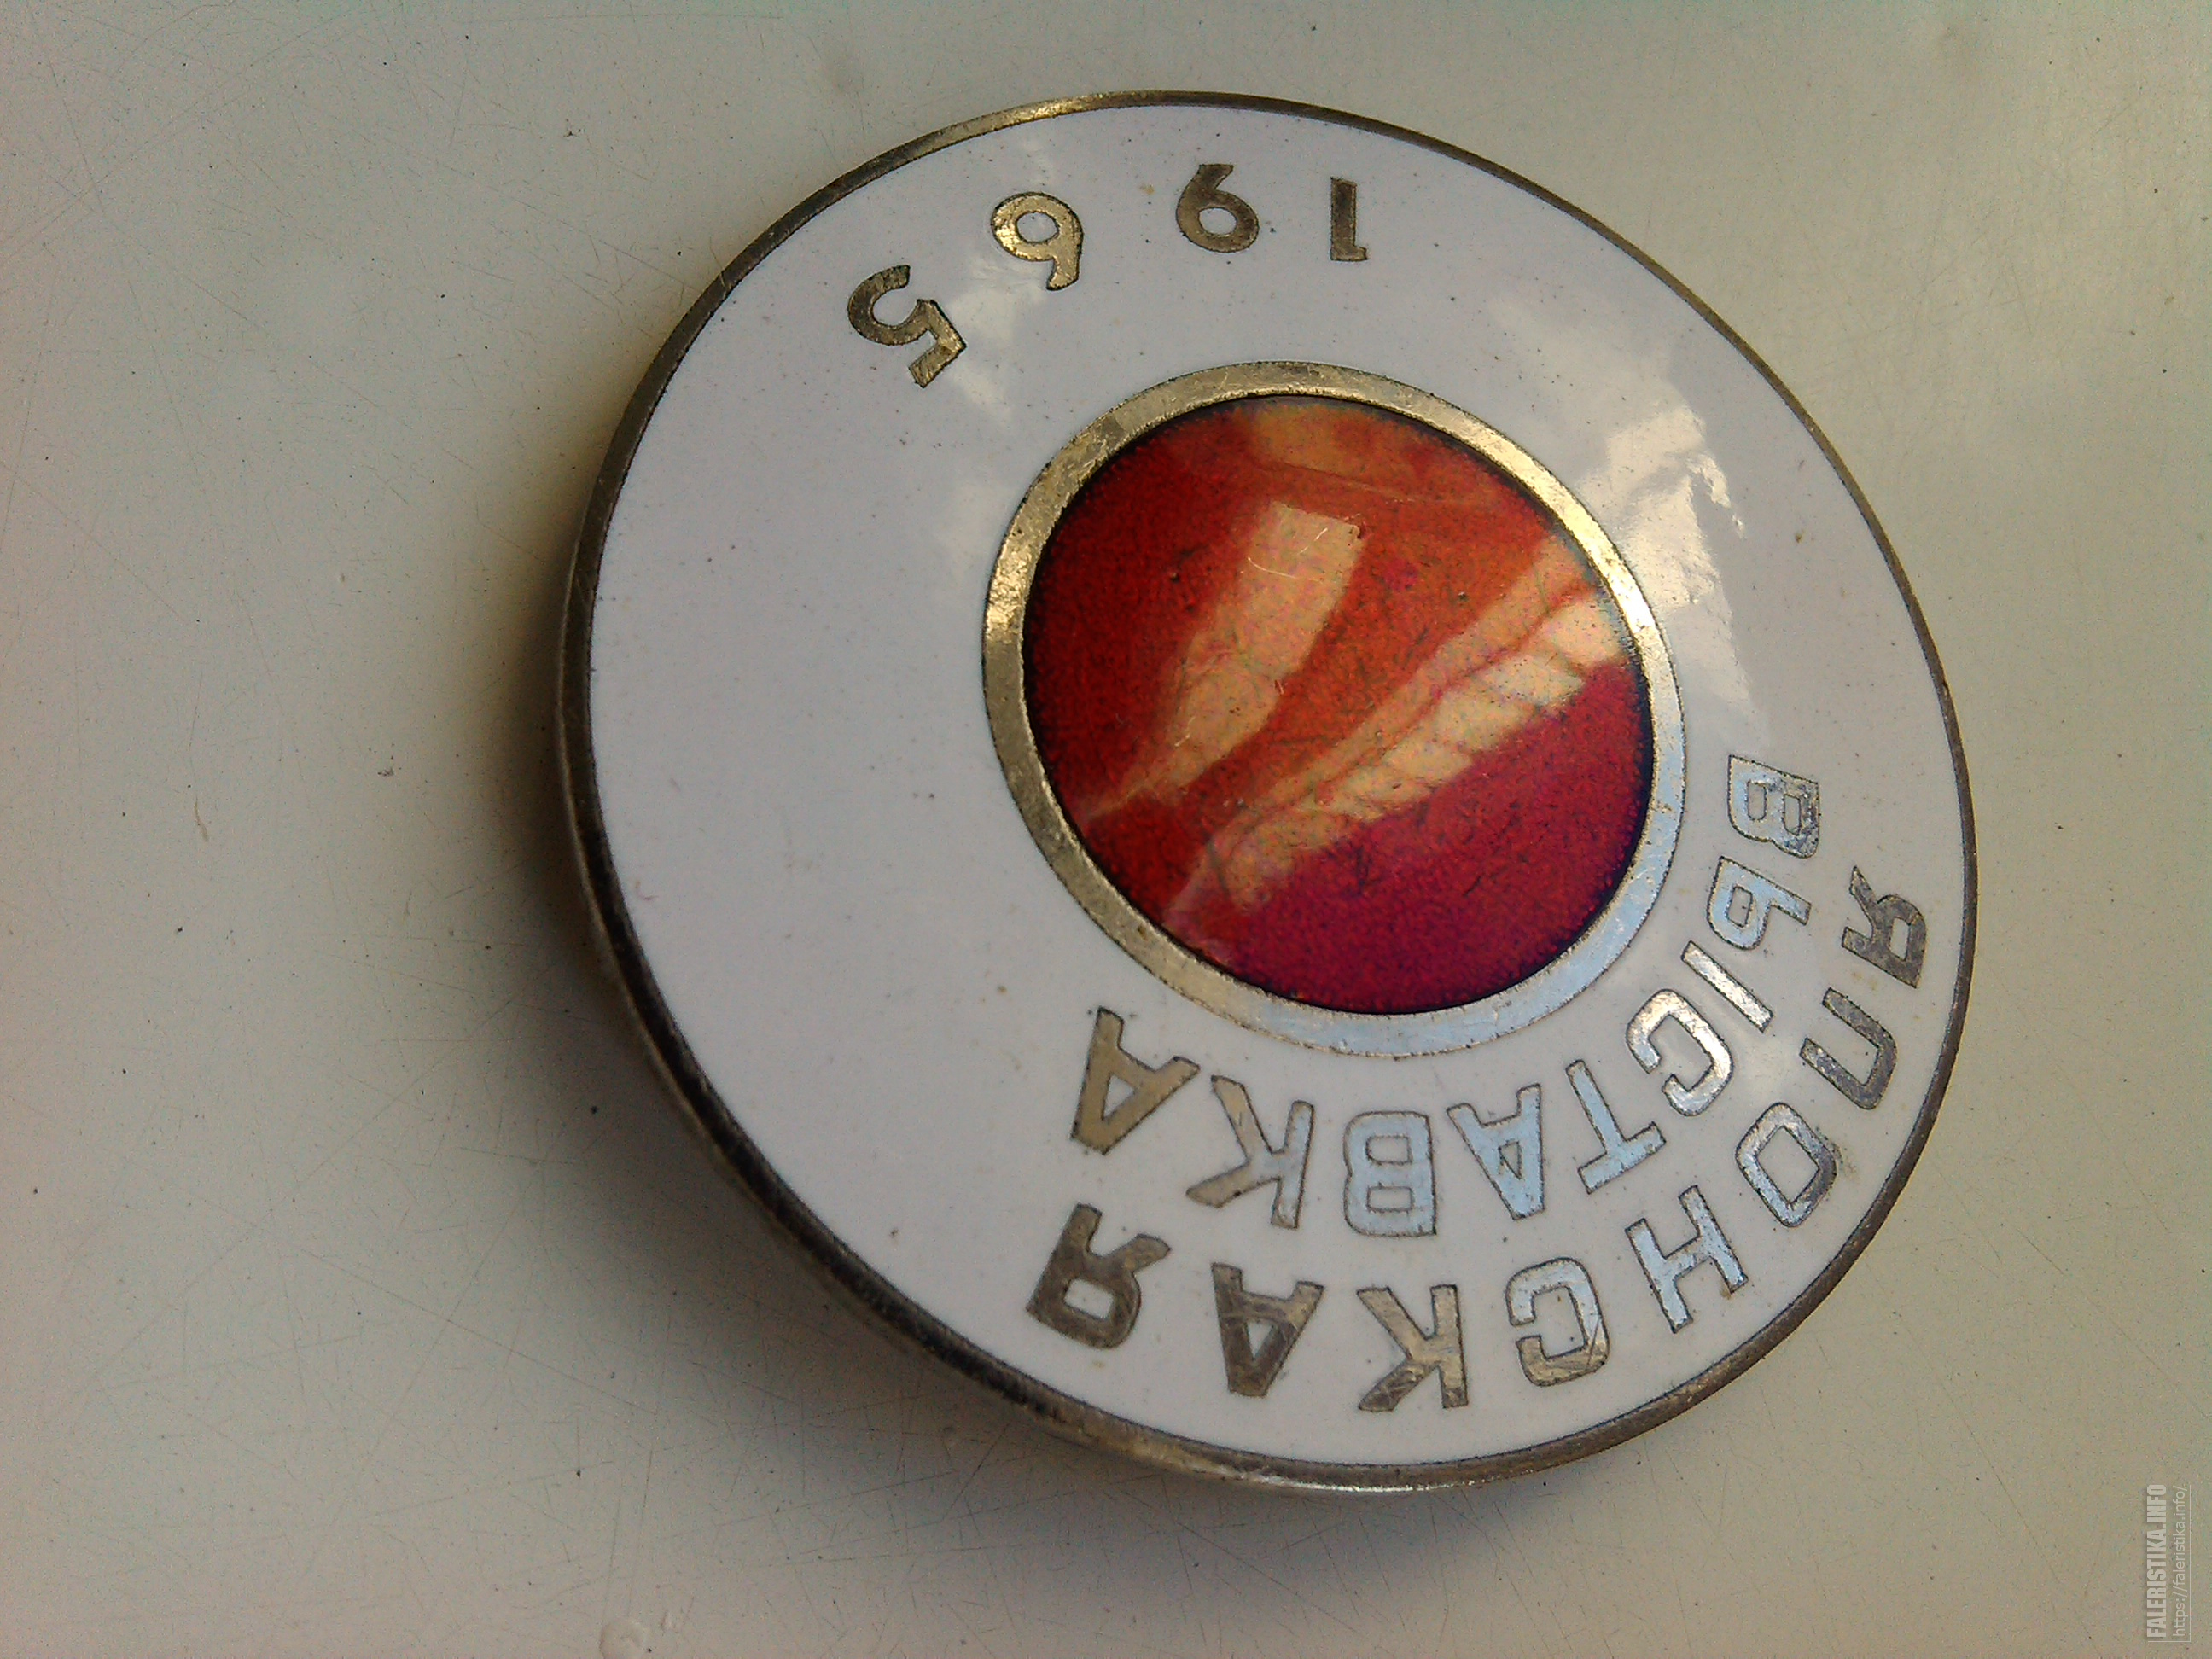 ЯПОНСКАЯ
ВЫСТАВКА
1965
FALERISTIKA.INFO
https://faleristika.info/